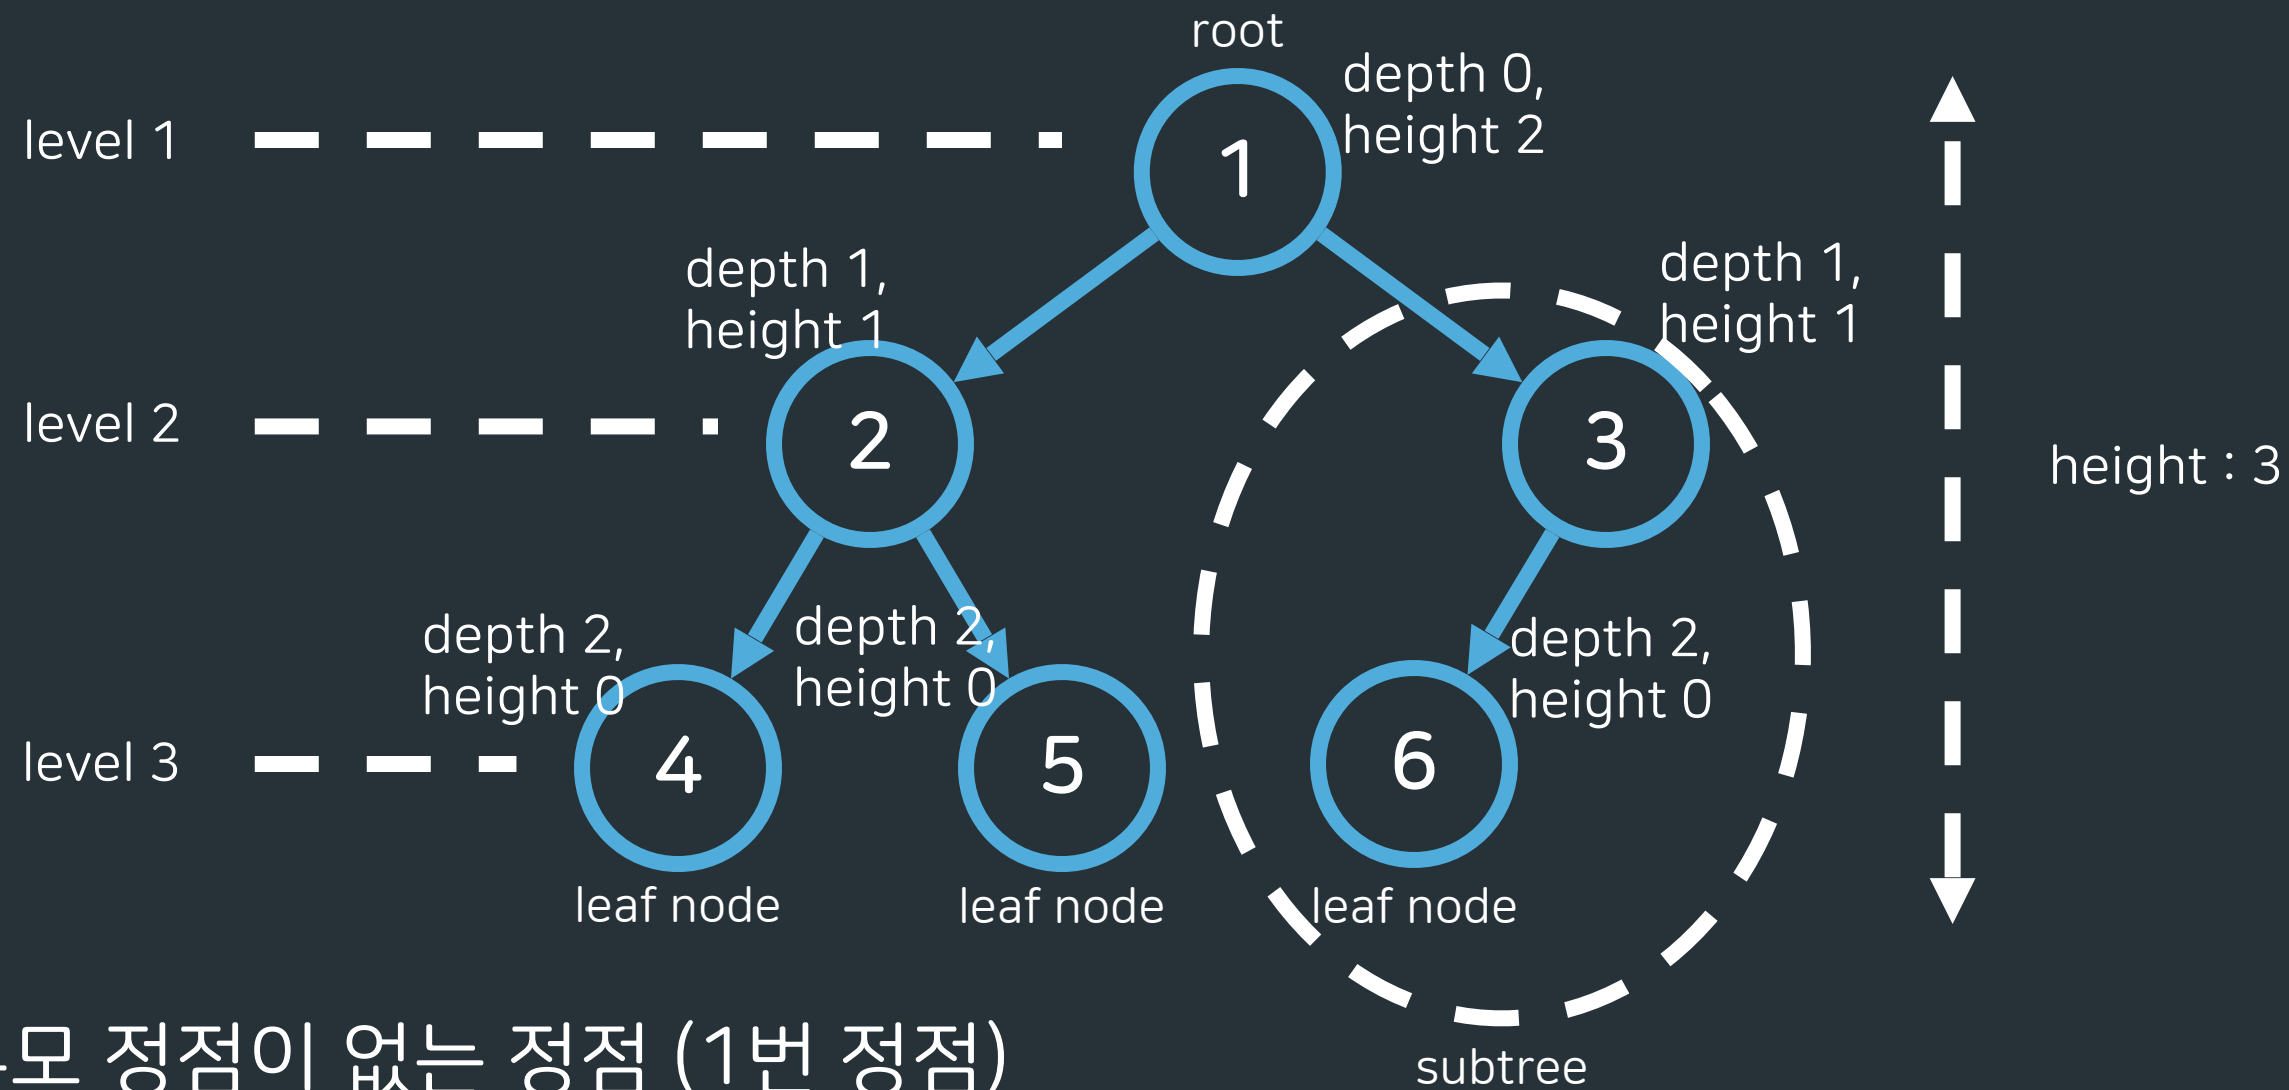 root
depth 0,
height 2
level 1
1
depth 1,
height 1
depth 1,
height 1
level 2
2
3
height : 3
depth 2,
height 0
depth 2,
height 0
depth 2,
height 0
level 3
4
5
6
leaf node
leaf node
leaf node
정점이 없는 정점 (1번 정점)
subtree